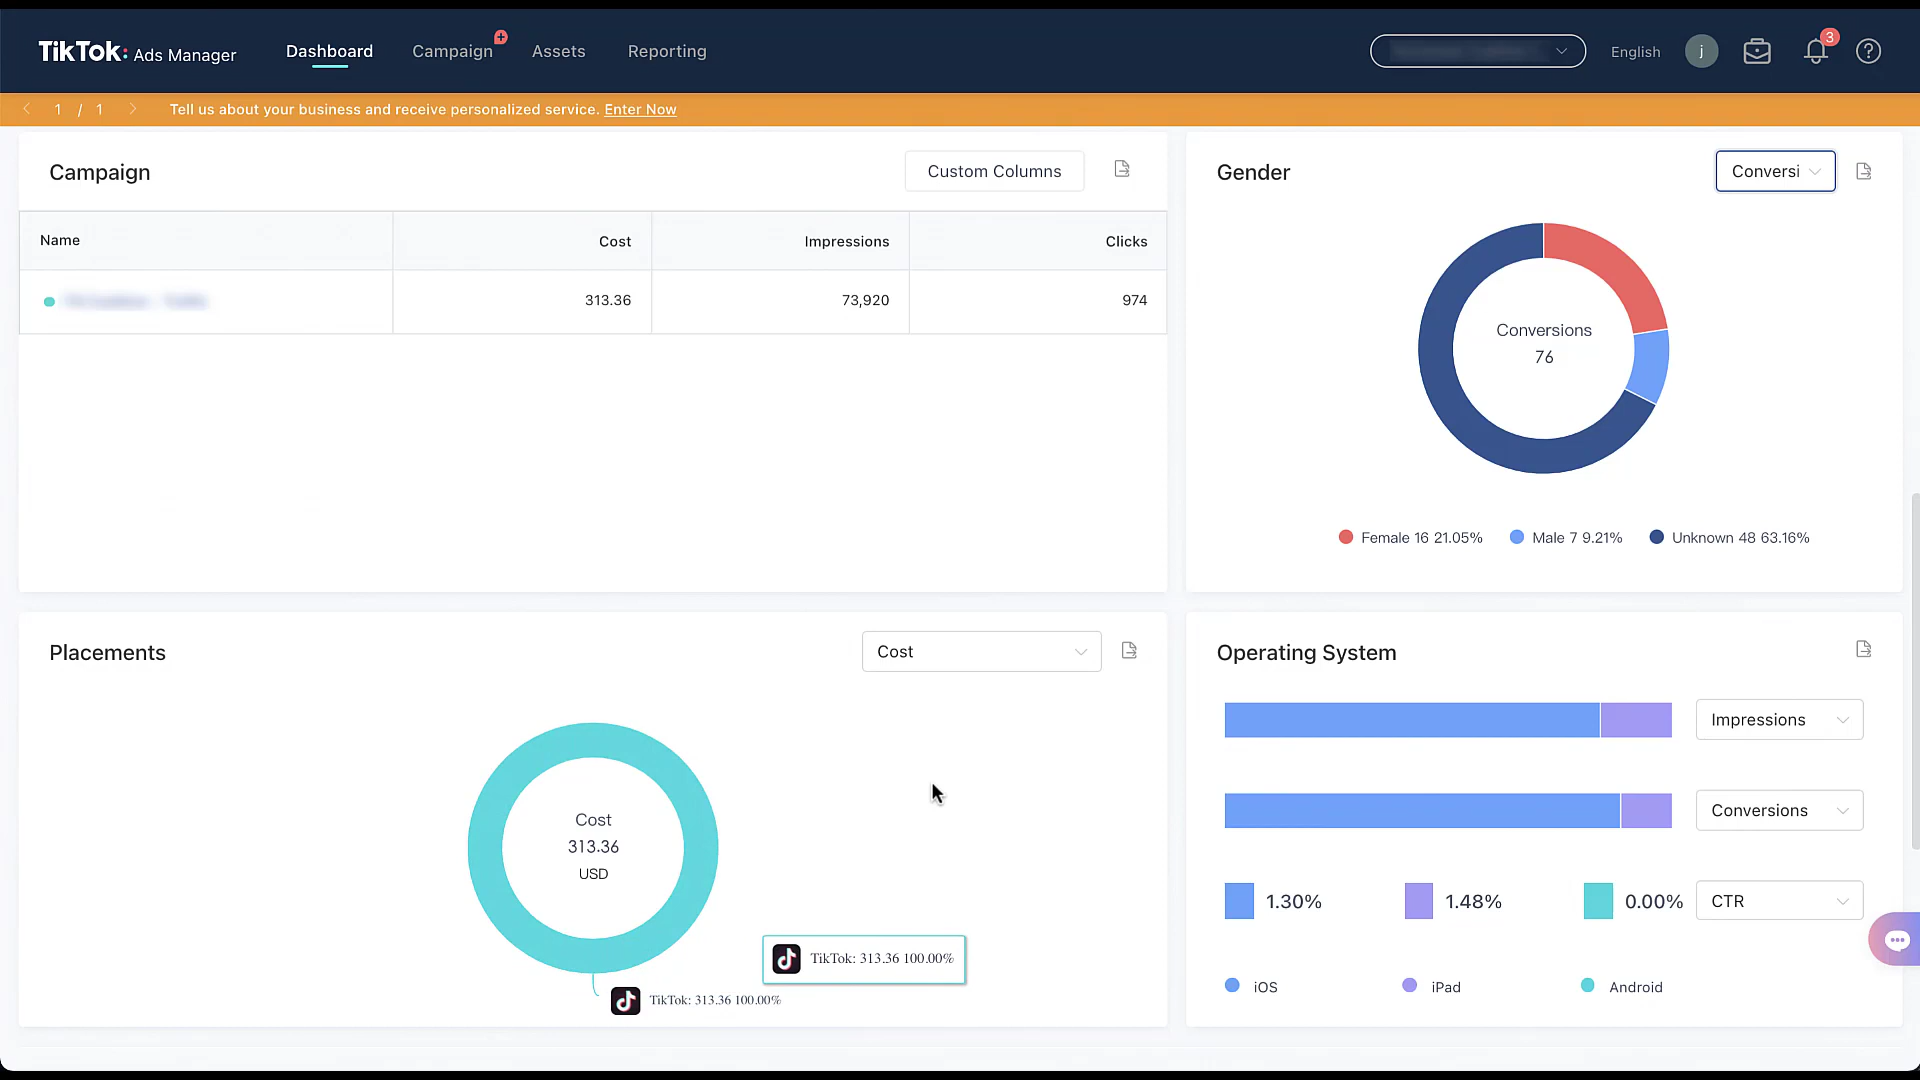 TikTok: Ads Manager
Dashboard
Campaign
Assets
Reporting
English
j
3
1 / 1
Tell us about your business and receive personalized service. Enter Now
Campaign
Custom Columns
Name
Cost
Impressions
Clicks
313.36
73,920
974
Gender
Conversi
Conversions
76
Female 16 21.05%
Male 7 9.21%
Unknown 48 63.16%
Placements
Cost
Cost
313.36
USD
TikTok: 313.36 100.00%
TikTok: 313.36 100.00%
Operating System
Impressions
Conversions
1.30%
1.48%
0.00%
CTR
iOS
iPad
Android